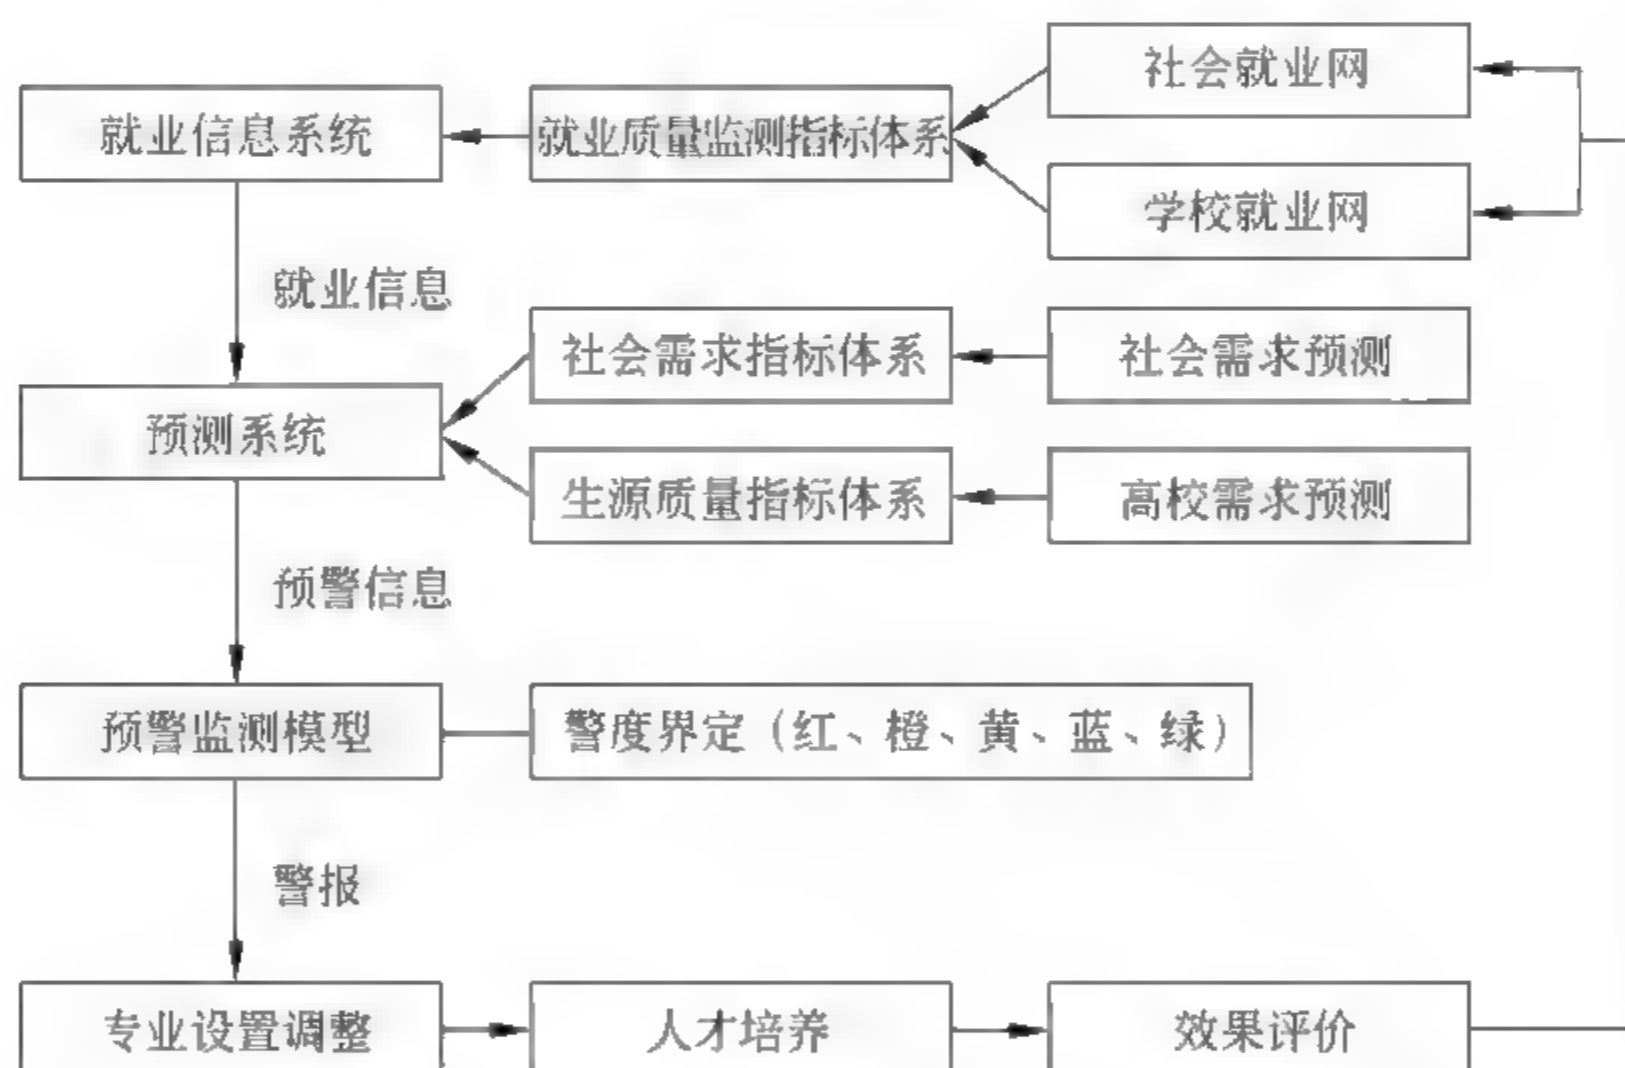 社会就业网
就业信息系统
就业质量监测指标体系
学校就业网
就业信息
社会需求指标体系
社会需求预测
预测系统
生源质量指标体系
高校需求预测
预警信息
预警监测模型
警度界定（红、橙、黄、蓝、绿）
警报
专业设置调整
人才培养
效果评价